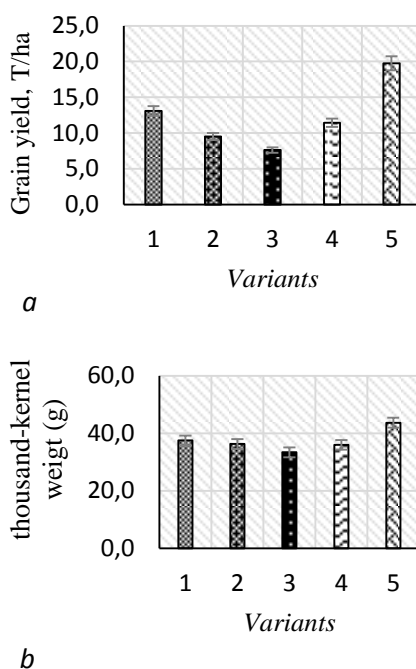 Grain yield, T/ha
25,0
20,0
15,0
10,0
5,0
0,0
1 2 3 4 5
Variants
a
thousand-kernel
weigt (g)
60,0
40,0
20,0
0,0
1 2 3 4 5
Variants
b